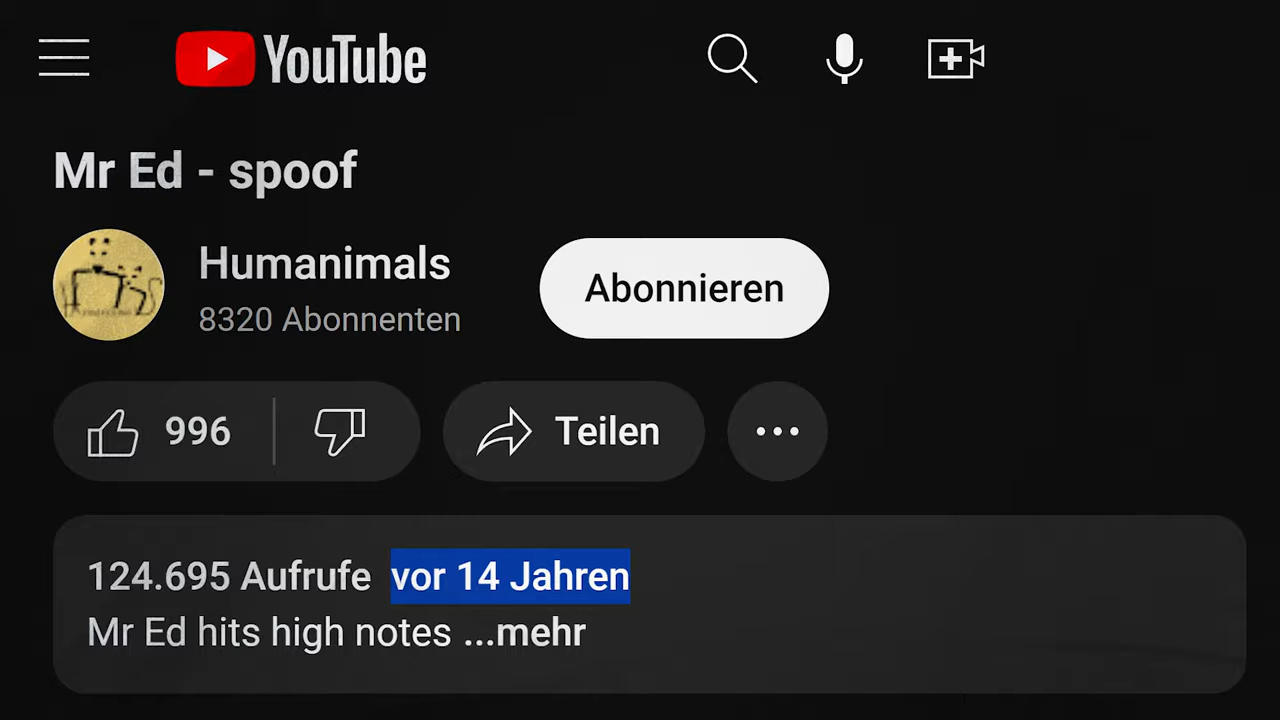 YouTube
Mr Ed - spoof
Humanimals
8320 Abonnenten
Abonnieren
996
Teilen
124.695 Aufrufe vor 14 Jahren
Mr Ed hits high notes ...mehr